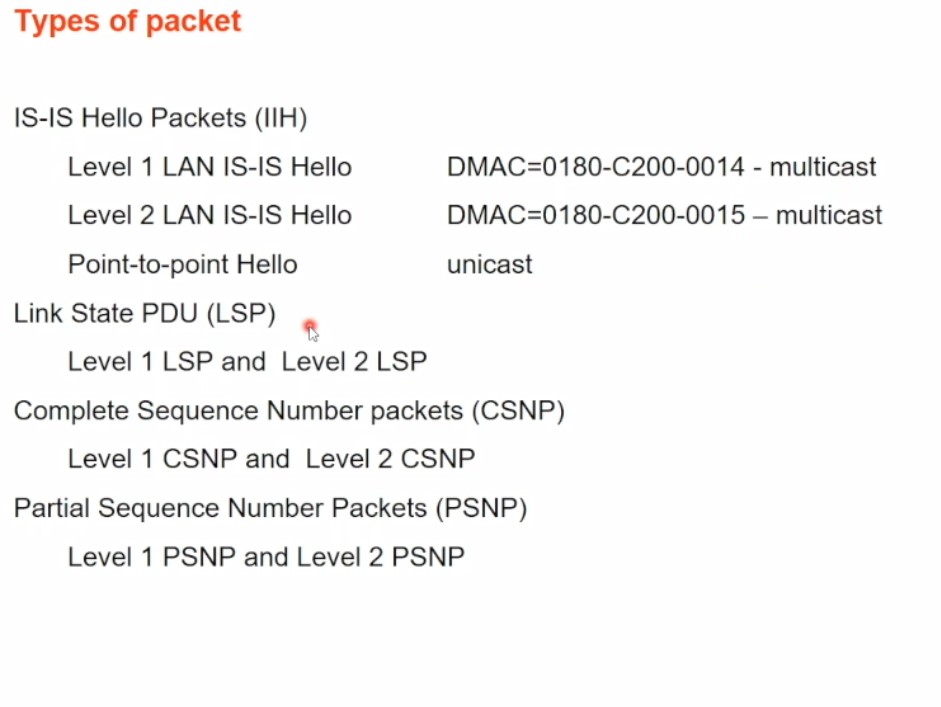 Types of packet
IS-IS Hello Packets (IIH)
Level 1 LAN IS-IS Hello DMAC=0180-C200-0014 - multicast
Level 2 LAN IS-IS Hello DMAC=0180-C200-0015 – multicast
Point-to-point Hello unicast
Link State PDU (LSP)
Level 1 LSP and  Level 2 LSP
Complete Sequence Number packets (CSNP)
Level 1 CSNP and  Level 2 CSNP
Partial Sequence Number Packets (PSNP)
Level 1 PSNP and Level 2 PSNP